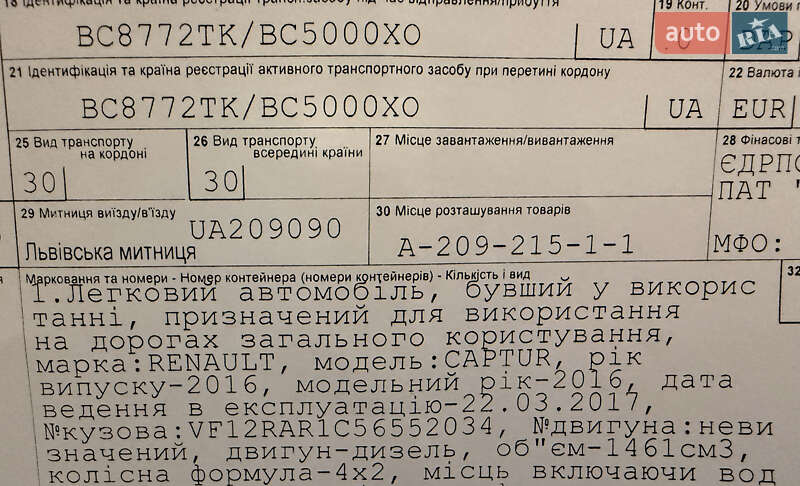 18 Ідентифікація та країна реєстрації трансп.засобу під час відправлення/прибуття
19 Конт.
20 Умови п
BC8772TK/BC5000XO
UA
auto RIA
21 Ідентифікація та країна реєстрації активного транспортного засобу при перетині кордону
22 Валюта
BC8772TK/BC5000XO
UA
EUR
25 Вид транспорту
на кордоні
26 Вид транспорту
всередині країни
27 Місце завантаження/вивантаження
28 Фінасові т
30
30
ЄДРПО
ПАТ "
29 Митниця виїзду/в'їзду
UA209090
Львівська митниця
30 Місце розташування товарів
А-209-215-1-1
МФО:
Марковання та номери - Номер контейнера (номери контейнерів) - Кількість і вид
32
1.Легковий автомобіль, бувший у викорис
танні, призначений для використання
на дорогах загального користування,
марка:RENAULT, модель:CAPTUR, рік
випуску-2016, модельний рік-2016, дата
ведення в експлуатацію-22.03.2017,
№кузова:VF12RAR1C56552034, №двигуна:неви
значений, двигун-дизель, об"єм-1461см3,
колісна формула-4х2, місць включаючи вод